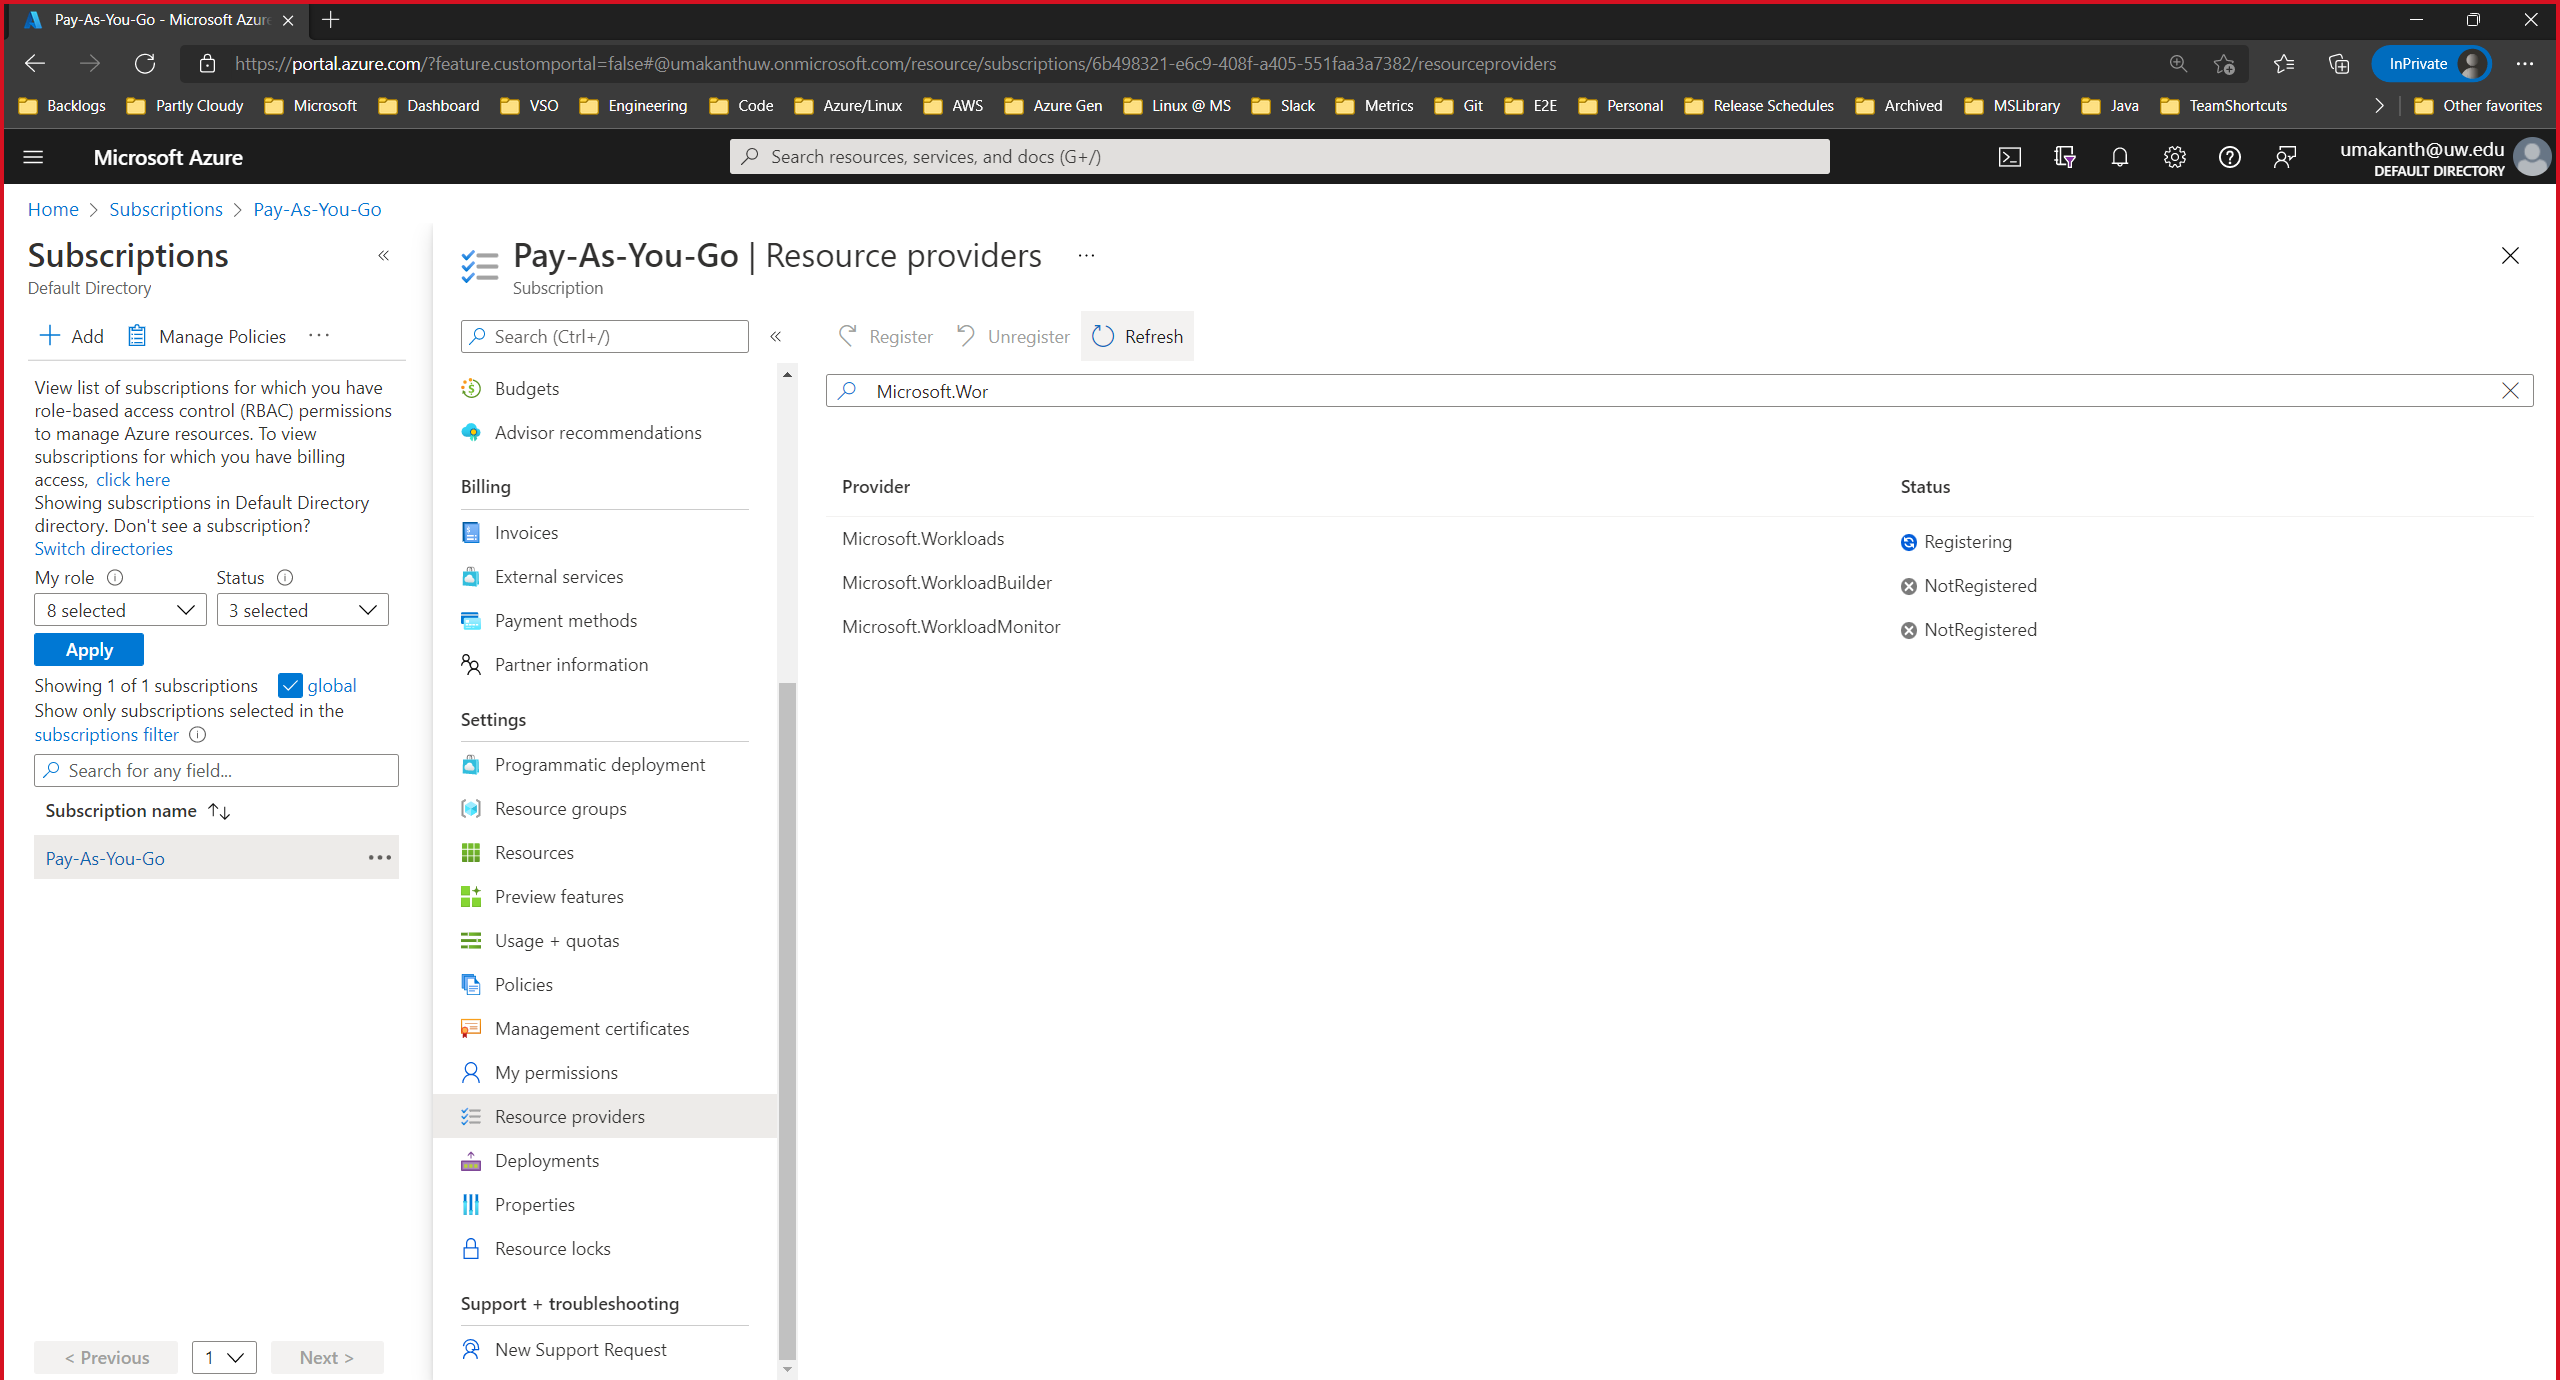 Pay-As-You-Go - Microsoft Azure
https://portal.azure.com/?feature.customportal=false#@umakanthuw.onmicrosoft.com/resource/subscriptions/6b498321-e6c9-408f-a405-551faa3a7382/resourceproviders
InPrivate
Backlogs Partly Cloudy Microsoft Dashboard VSO Engineering Code Azure/Linux AWS Azure Gen Linux @ MS Slack Metrics Git E2E Personal Release Schedules Archived MSLibrary Java TeamShortcuts Other favorites
Microsoft Azure
Search resources, services, and docs (G+/)
umakanth@uw.edu
DEFAULT DIRECTORY
Home > Subscriptions > Pay-As-You-Go
Subscriptions
Default Directory
Add Manage Policies ...
View list of subscriptions for which you have
role-based access control (RBAC) permissions
to manage Azure resources. To view
subscriptions for which you have billing
access, click here
Showing subscriptions in Default Directory
directory. Don't see a subscription?
Switch directories
My role Status
8 selected 3 selected
Apply
Showing 1 of 1 subscriptions global
Show only subscriptions selected in the
subscriptions filter
Search for any field...
Subscription name
Pay-As-You-Go ...
< Previous 1 Next >
Pay-As-You-Go | Resource providers ...
Subscription
Search (Ctrl+/)
Budgets
Advisor recommendations
Billing
Invoices
External services
Payment methods
Partner information
Settings
Programmatic deployment
Resource groups
Resources
Preview features
Usage + quotas
Policies
Management certificates
My permissions
Resource providers
Deployments
Properties
Resource locks
Support + troubleshooting
New Support Request
Register Unregister Refresh
Microsoft.Wor
Provider Status
Microsoft.Workloads Registering
Microsoft.WorkloadBuilder NotRegistered
Microsoft.WorkloadMonitor NotRegistered